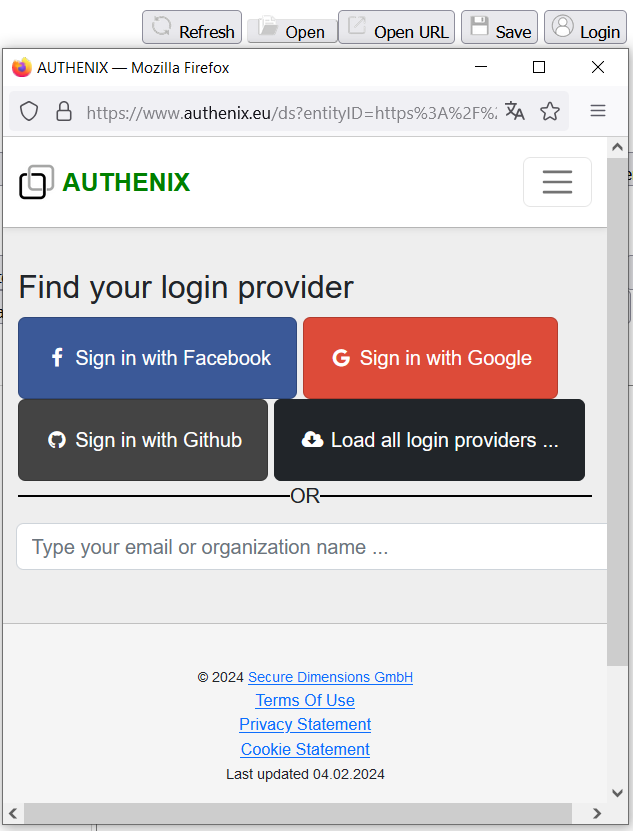 Refresh Open Open URL Save Login
AUTHENIX — Mozilla Firefox
https://www.authenix.eu/ds?entityID=https%3A%2F%2
AUTHENIX
Find your login provider
Sign in with Facebook Sign in with Google
Sign in with Github Load all login providers ...
OR
Type your email or organization name ...
© 2024 Secure Dimensions GmbH
Terms Of Use
Privacy Statement
Cookie Statement
Last updated 04.02.2024